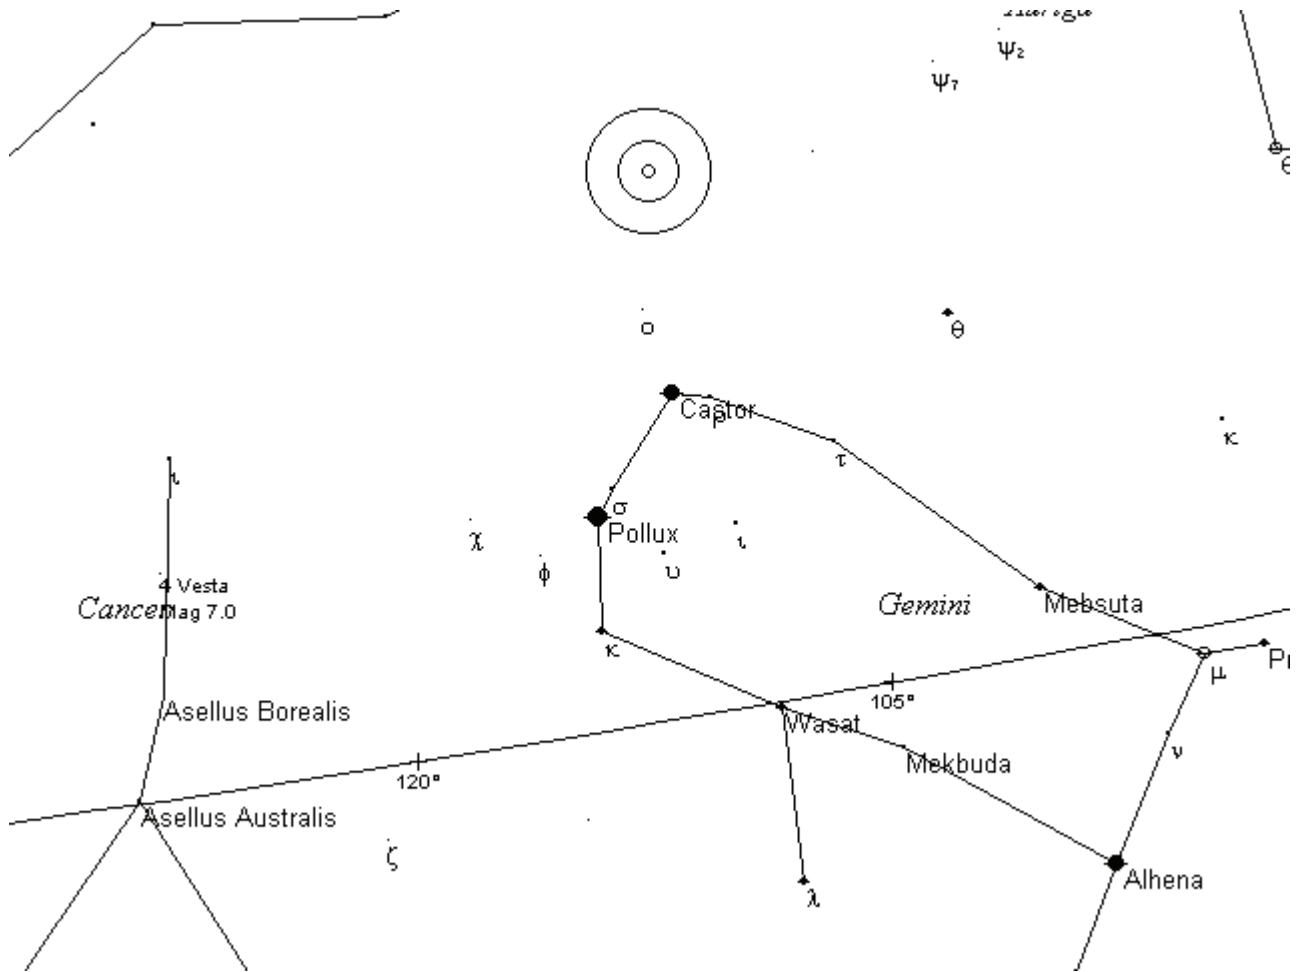 ψ₂
ψ₇
ο
θ
Castor
ρ
κ
τ
ι
σ
Pollux
χ
ι
φ
υ
4 Vesta
Mag 7.0
Cancer
Gemini
Mebsuta
κ
μ
Asellus Borealis
105°
Wasat
ν
Mekbuda
120°
Asellus Australis
ζ
Alhena
λ